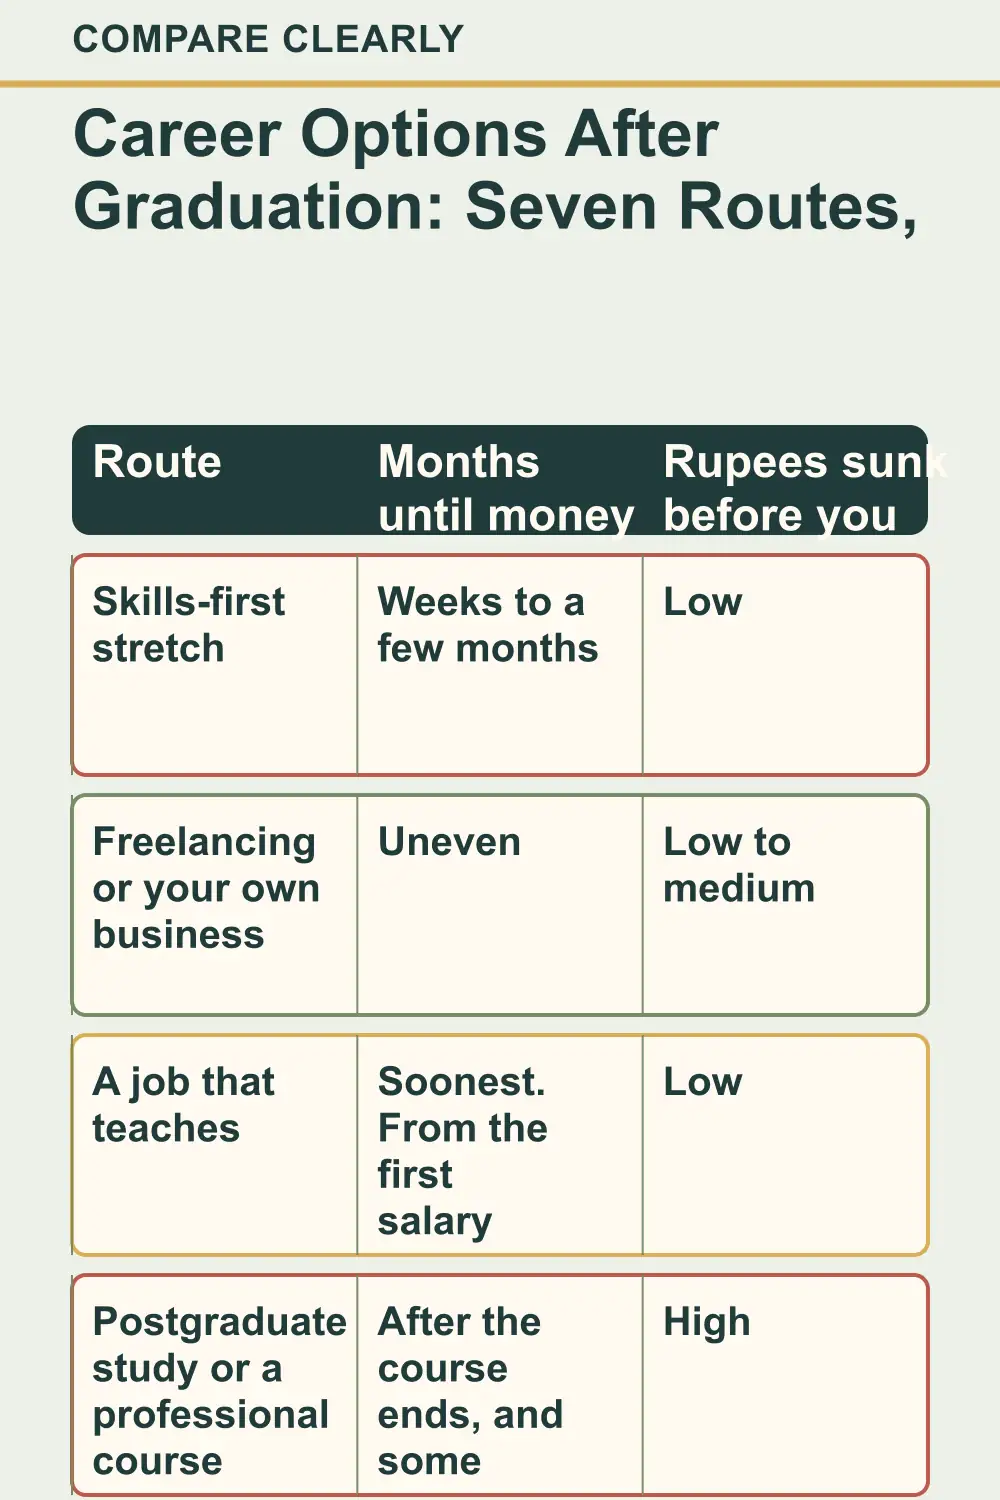 COMPARE CLEARLY
Career Options After
Graduation: Seven Routes,
Route
Months
until money
Rupees sunk
before you
Skills-first
stretch
Weeks to a
few months
Low
Freelancing
or your own
business
Uneven
Low to
medium
A job that
teaches
Soonest.
From the
first
salary
Low
Postgraduate
study or a
professional
course
After the
course
ends, and
some
High